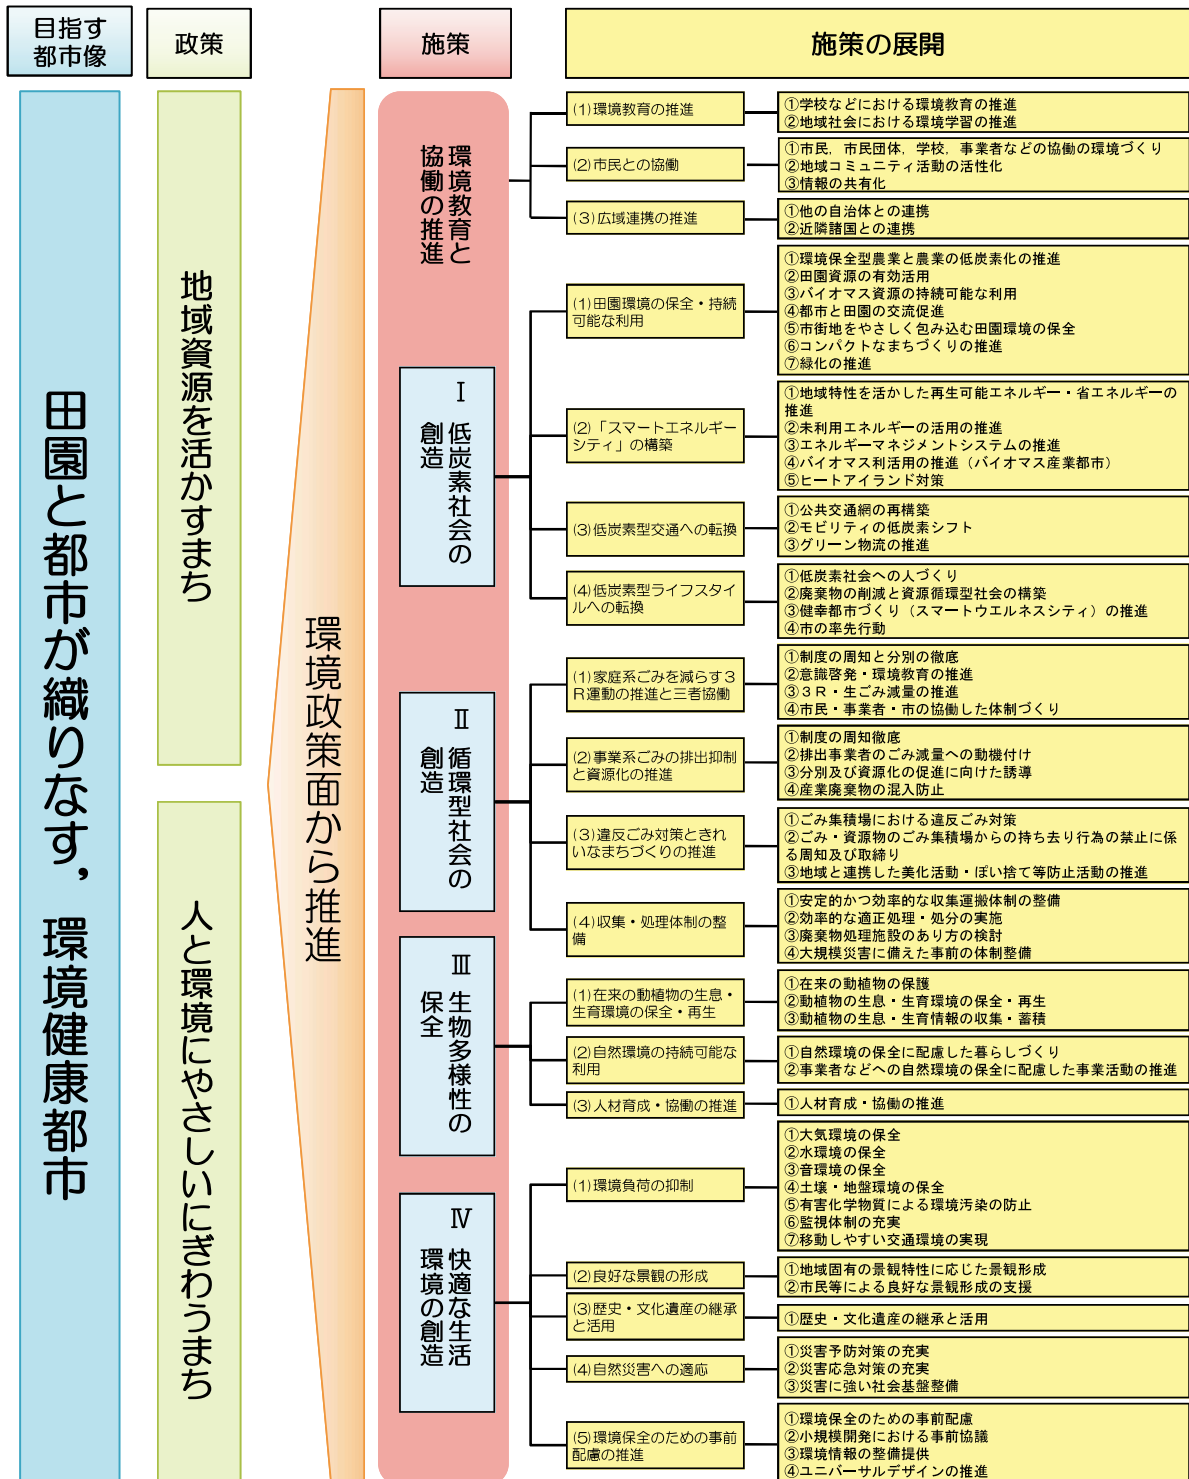 目指す
都市像
政策
施策
施策の展開
田園と都市が織りなす，環境健康都市
地域資源を活かすまち
人と環境にやさしいにぎわうまち
環境政策面から推進
環境教育と
協働の推進
(1)環境教育の推進
①学校などにおける環境教育の推進
②地域社会における環境学習の推進
(2)市民との協働
①市民，市民団体，学校，事業者などの協働の環境づくり
②地域コミュニティ活動の活性化
③情報の共有化
(3)広域連携の推進
①他の自治体との連携
②近隣諸国との連携
Ⅰ 低炭素社会の
創造
(1)田園環境の保全・持続
可能な利用
①環境保全型農業と農業の低炭素化の推進
②田園資源の有効活用
③バイオマス資源の持続可能な利用
④都市と田園の交流促進
⑤市街地をやさしく包み込む田園環境の保全
⑥コンパクトなまちづくりの推進
⑦緑化の推進
(2)「スマートエネルギー
シティ」の構築
①地域特性を活かした再生可能エネルギー・省エネルギーの
推進
②未利用エネルギーの活用の推進
③エネルギーマネジメントシステムの推進
④バイオマス利活用の推進（バイオマス産業都市）
⑤ヒートアイランド対策
(3)低炭素型交通への転換
①公共交通網の再構築
②モビリティの低炭素シフト
③グリーン物流の推進
(4)低炭素型ライフスタイ
ルへの転換
①低炭素社会への人づくり
②廃棄物の削減と資源循環型社会の構築
③健幸都市づくり（スマートウエルネスシティ）の推進
④市の率先行動
Ⅱ 循環型社会の
創造
(1)家庭系ごみを減らす３
Ｒ運動の推進と三者協働
①制度の周知と分別の徹底
②意識啓発・環境教育の推進
③３Ｒ・生ごみ減量の推進
④市民・事業者・市の協働した体制づくり
(2)事業系ごみの排出抑制
と資源化の推進
①制度の周知徹底
②排出事業者のごみ減量への動機付け
③分別及び資源化の促進に向けた誘導
④産業廃棄物の混入防止
(3)違反ごみ対策ときれ
いなまちづくりの推進
①ごみ集積場における違反ごみ対策
②ごみ・資源物のごみ集積場からの持ち去り行為の禁止に係
る周知及び取締り
③地域と連携した美化活動・ぽい捨て等防止活動の推進
(4)収集・処理体制の整
備
①安定的かつ効率的な収集運搬体制の整備
②効率的な適正処理・処分の実施
③廃棄物処理施設のあり方の検討
④大規模災害に備えた事前の体制整備
Ⅲ 生物多様性の
保全
(1)在来の動植物の生息・
生育環境の保全・再生
①在来の動植物の保護
②動植物の生息・生育環境の保全・再生
③動植物の生息・生育情報の収集・蓄積
(2)自然環境の持続可能な
利用
①自然環境の保全に配慮した暮らしづくり
②事業者などへの自然環境の保全に配慮した事業活動の推進
(3)人材育成・協働の推進
①人材育成・協働の推進
Ⅳ 快適な生活
環境の創造
(1)環境負荷の抑制
①大気環境の保全
②水環境の保全
③音環境の保全
④土壌・地盤環境の保全
⑤有害化学物質による環境汚染の防止
⑥監視体制の充実
⑦移動しやすい交通環境の実現
(2)良好な景観の形成
①地域固有の景観特性に応じた景観形成
②市民等による良好な景観形成の支援
(3)歴史・文化遺産の継承
と活用
①歴史・文化遺産の継承と活用
(4)自然災害への適応
①災害予防対策の充実
②災害応急対策の充実
③災害に強い社会基盤整備
(5)環境保全のための事前
配慮の推進
①環境保全のための事前配慮
②小規模開発における事前協議
③環境情報の整備提供
④ユニバーサルデザインの推進